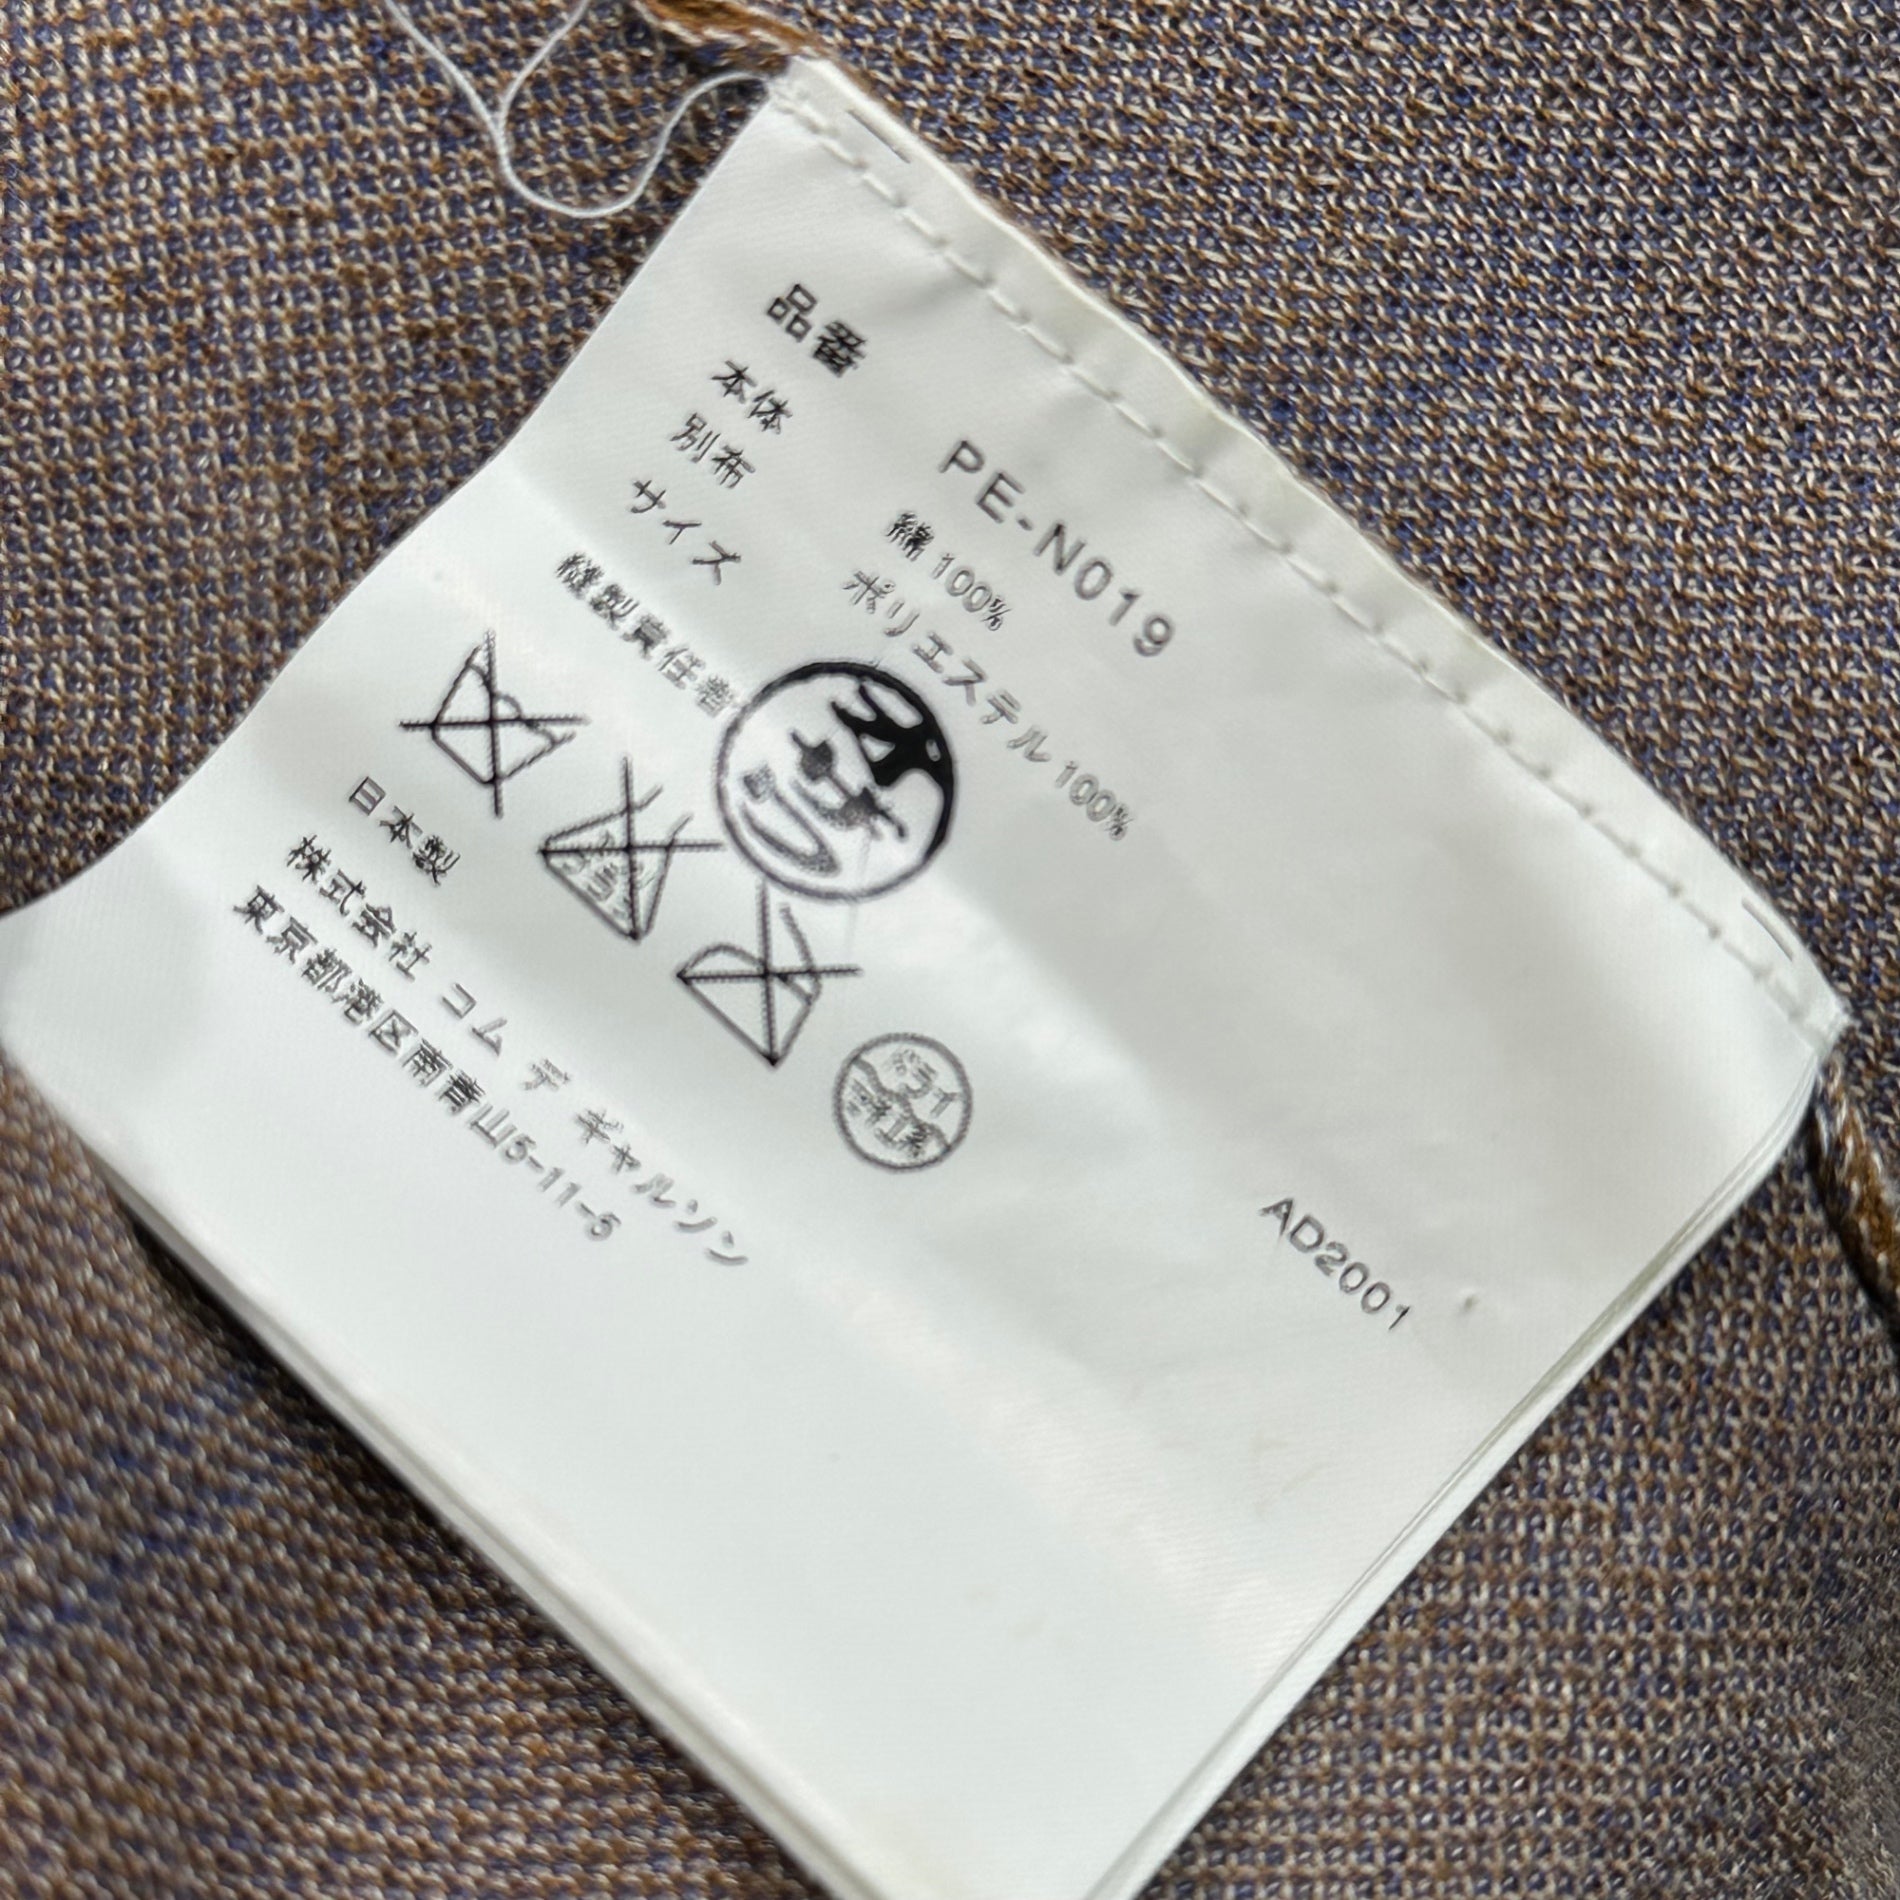 品番 PE-N019
本体 綿 100%
別布 ポリエステル 100%
サイズ
縫製責任者
日本製
株式会社 コム デ ギャルソン
東京都港区南青山5-11-5
AD2001